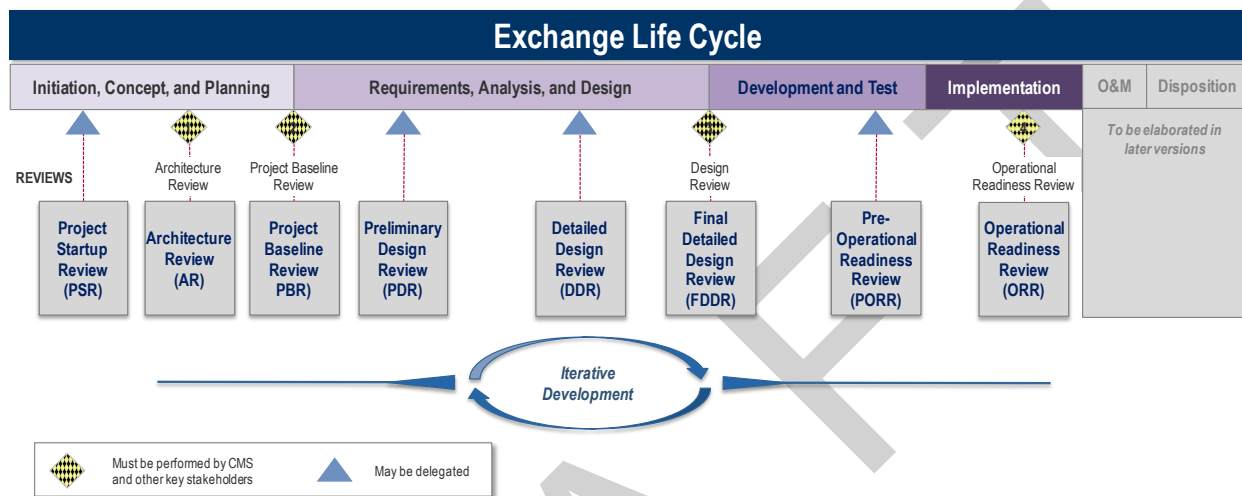 Exchange Life Cycle
Initiation, Concept, and Planning
Requirements, Analysis, and Design
Development and Test
Implementation
O&M
Disposition
To be elaborated in
later versions
REVIEWS
Architecture
Review
Project Baseline
Review
Design
Review
Operational
Readiness Review
Project
Startup
Review
(PSR)
Architecture
Review
(AR)
Project
Baseline
Review
PBR)
Preliminary
Design
Review
(PDR)
Detailed
Design
Review
(DDR)
Final
Detailed
Design
Review
(FDDR)
Pre-
Operational
Readiness
Review
(PORR)
Operational
Readiness
Review
(ORR)
Iterative
Development
Must be performed by CMS
and other key stakeholders
May be delegated